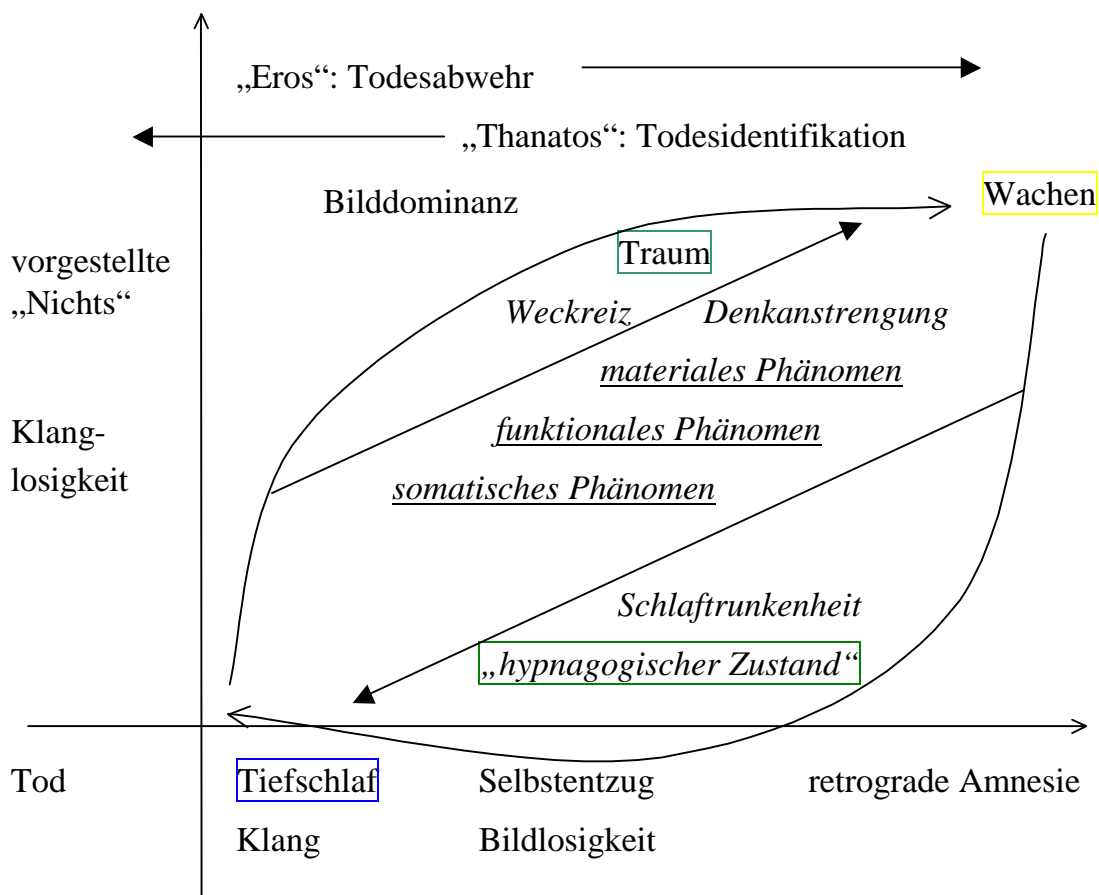 „Eros“: Todesabwehr
„Thanatos“: Todesidentifikation
Bilddominanz
Wachen
Traum
vorgestellte
„Nichts“
Weckreiz
Denkanstrengung
materiales Phänomen
Klang-
losigkeit
funktionales Phänomen
somatisches Phänomen
Schlaftrunkenheit
„hypnagogischer Zustand“
Tod
Tiefschlaf
Selbstentzug
retrograde Amnesie
Klang
Bildlosigkeit